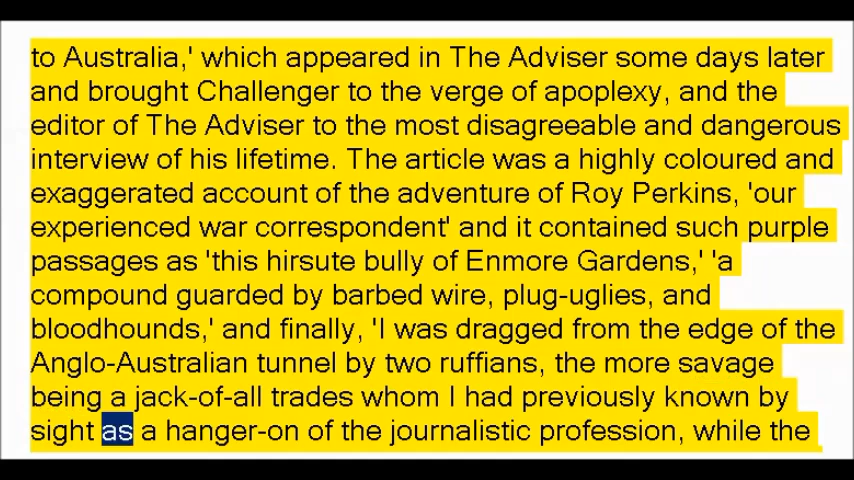 to Australia,' which appeared in The Adviser some days later
and brought Challenger to the verge of apoplexy, and the
editor of The Adviser to the most disagreeable and dangerous
interview of his lifetime. The article was a highly coloured and
exaggerated account of the adventure of Roy Perkins, 'our
experienced war correspondent' and it contained such purple
passages as 'this hirsute bully of Enmore Gardens,' 'a
compound guarded by barbed wire, plug-uglies, and
bloodhounds,' and finally, 'I was dragged from the edge of the
Anglo-Australian tunnel by two ruffians, the more savage
being a jack-of-all trades whom I had previously known by
sight as a hanger-on of the journalistic profession, while the